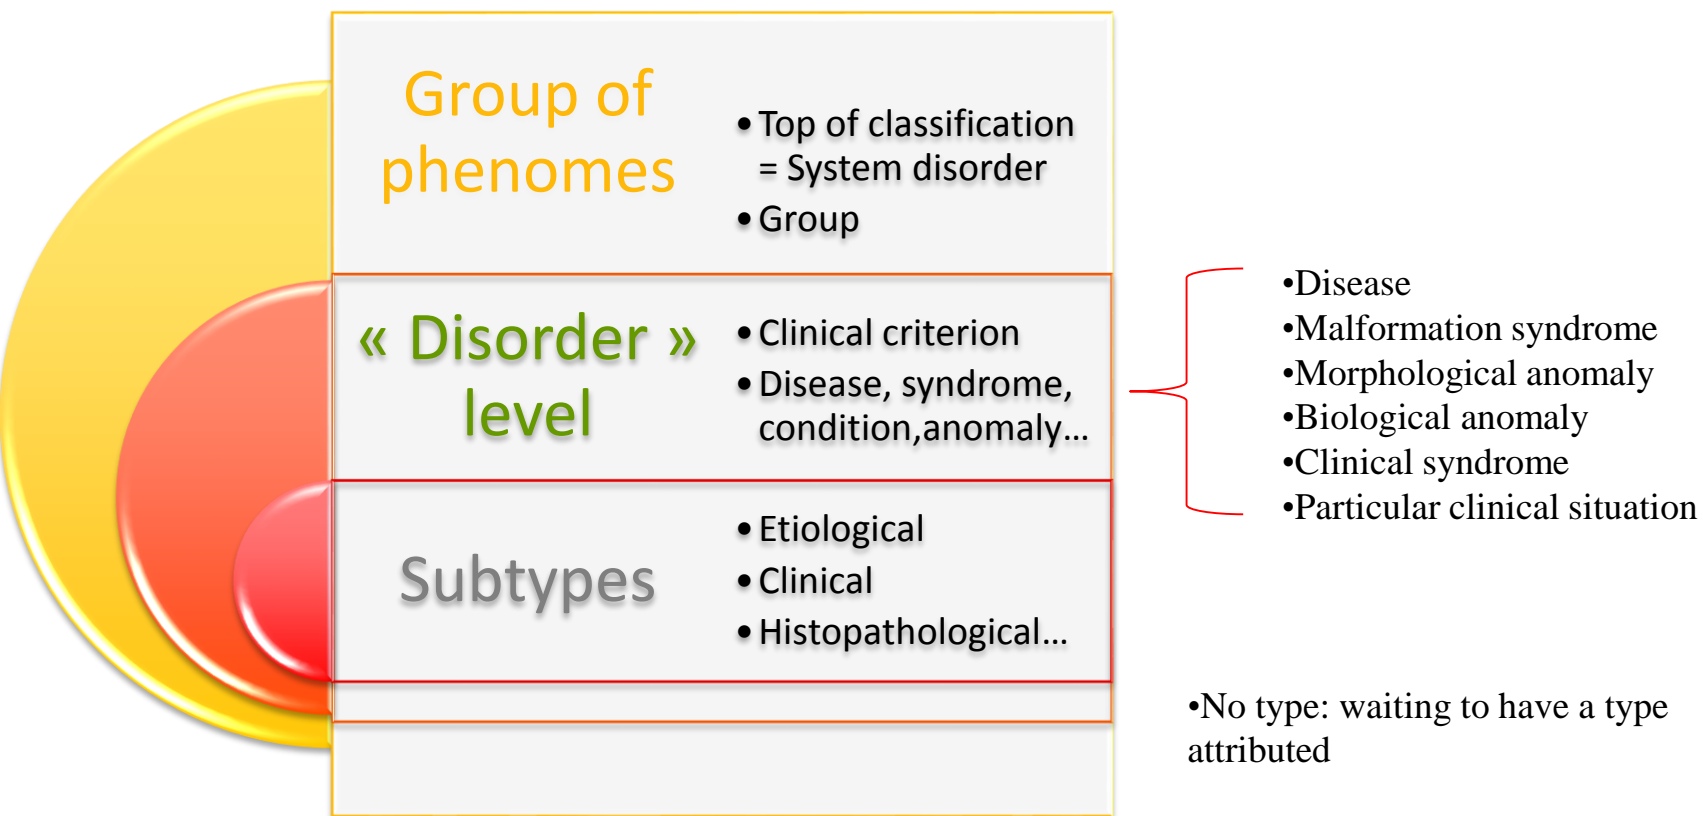 Group of
phenomes
•Top of classification
= System disorder
•Group
« Disorder »
level
•Clinical criterion
•Disease, syndrome,
condition,anomaly…
•Disease
•Malformation syndrome
•Morphological anomaly
•Biological anomaly
•Clinical syndrome
•Particular clinical situation
Subtypes
•Etiological
•Clinical
•Histopathological…
•No type: waiting to have a type
attributed